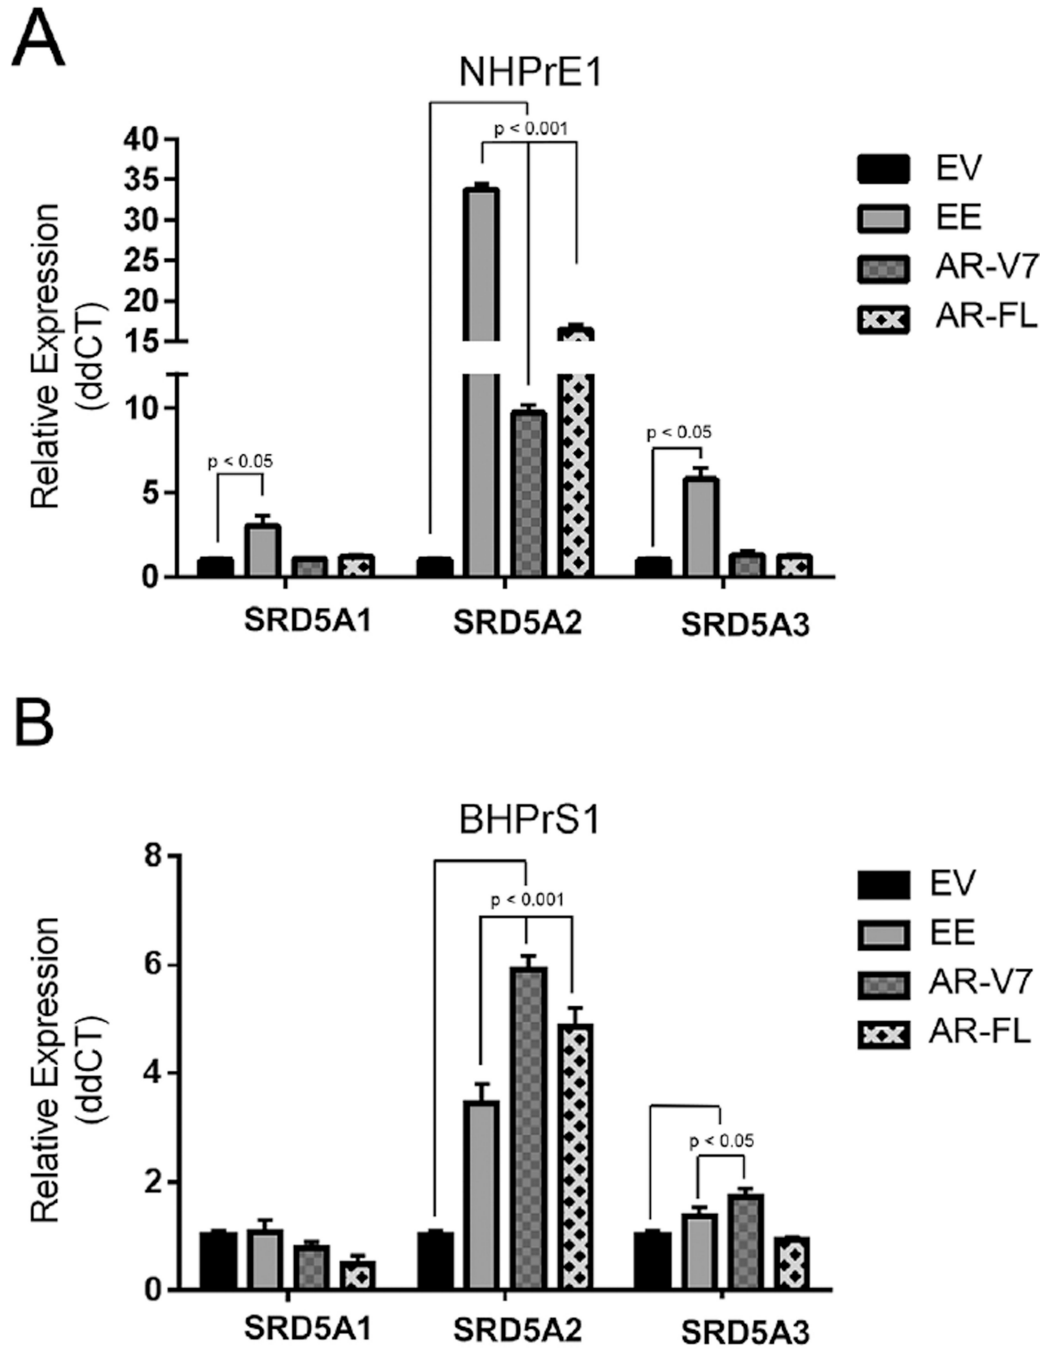 A
NHPrE1
Relative Expression
(ddCT)
40
35
30
25
20
15
10
5
0
p < 0.05
p < 0.001
p < 0.05
SRD5A1
SRD5A2
SRD5A3
EV
EE
AR-V7
AR-FL
B
BHPrS1
Relative Expression
(ddCT)
8
6
4
2
0
p < 0.001
p < 0.05
SRD5A1
SRD5A2
SRD5A3
EV
EE
AR-V7
AR-FL